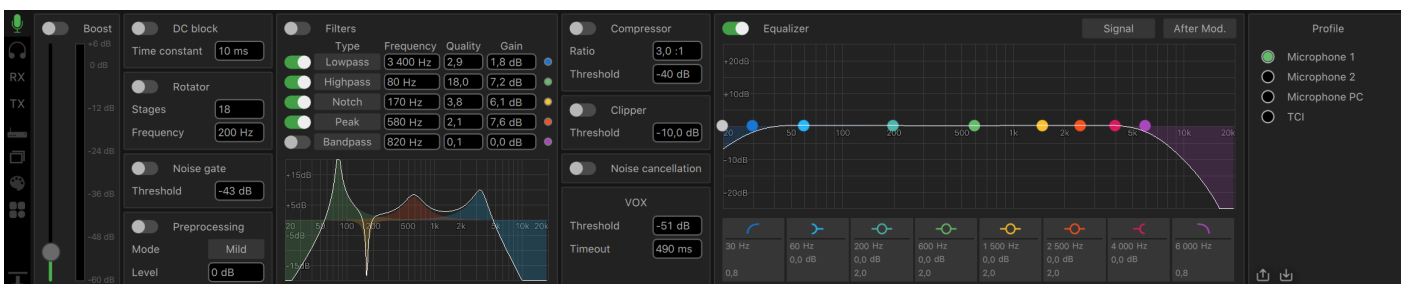 Boost
+6 dB
0 dB
-12 dB
-24 dB
-36 dB
-48 dB
-60 dB
RX
TX
DC block
Time constant 10 ms
Rotator
Stages 18
Frequency 200 Hz
Noise gate
Threshold -43 dB
Preprocessing
Mode Mild
Level 0 dB
Filters
Type Frequency Quality Gain
Lowpass 3 400 Hz 2,9 1,8 dB
Highpass 80 Hz 18,0 7,2 dB
Notch 170 Hz 3,8 6,1 dB
Peak 580 Hz 2,1 7,6 dB
Bandpass 820 Hz 0,1 0,0 dB
+15dB
+5dB
20 50 100 200 500 1k 2k 5k 10k 20k
-5dB
-15dB
Compressor
Ratio 3,0 :1
Threshold -40 dB
Clipper
Threshold -10,0 dB
Noise cancellation
VOX
Threshold -51 dB
Timeout 490 ms
Equalizer Signal After Mod.
+20dB
+10dB
20 50 100 200 500 1k 2k 5k 10k 20k
-10dB
-20dB
30 Hz 60 Hz 200 Hz 600 Hz 1 500 Hz 2 500 Hz 4 000 Hz 6 000 Hz
0,0 dB 0,0 dB 0,0 dB 0,0 dB 0,0 dB 0,0 dB
0,8 2,0 2,0 2,0 2,0 0,8
Profile
Microphone 1
Microphone 2
Microphone PC
TCI